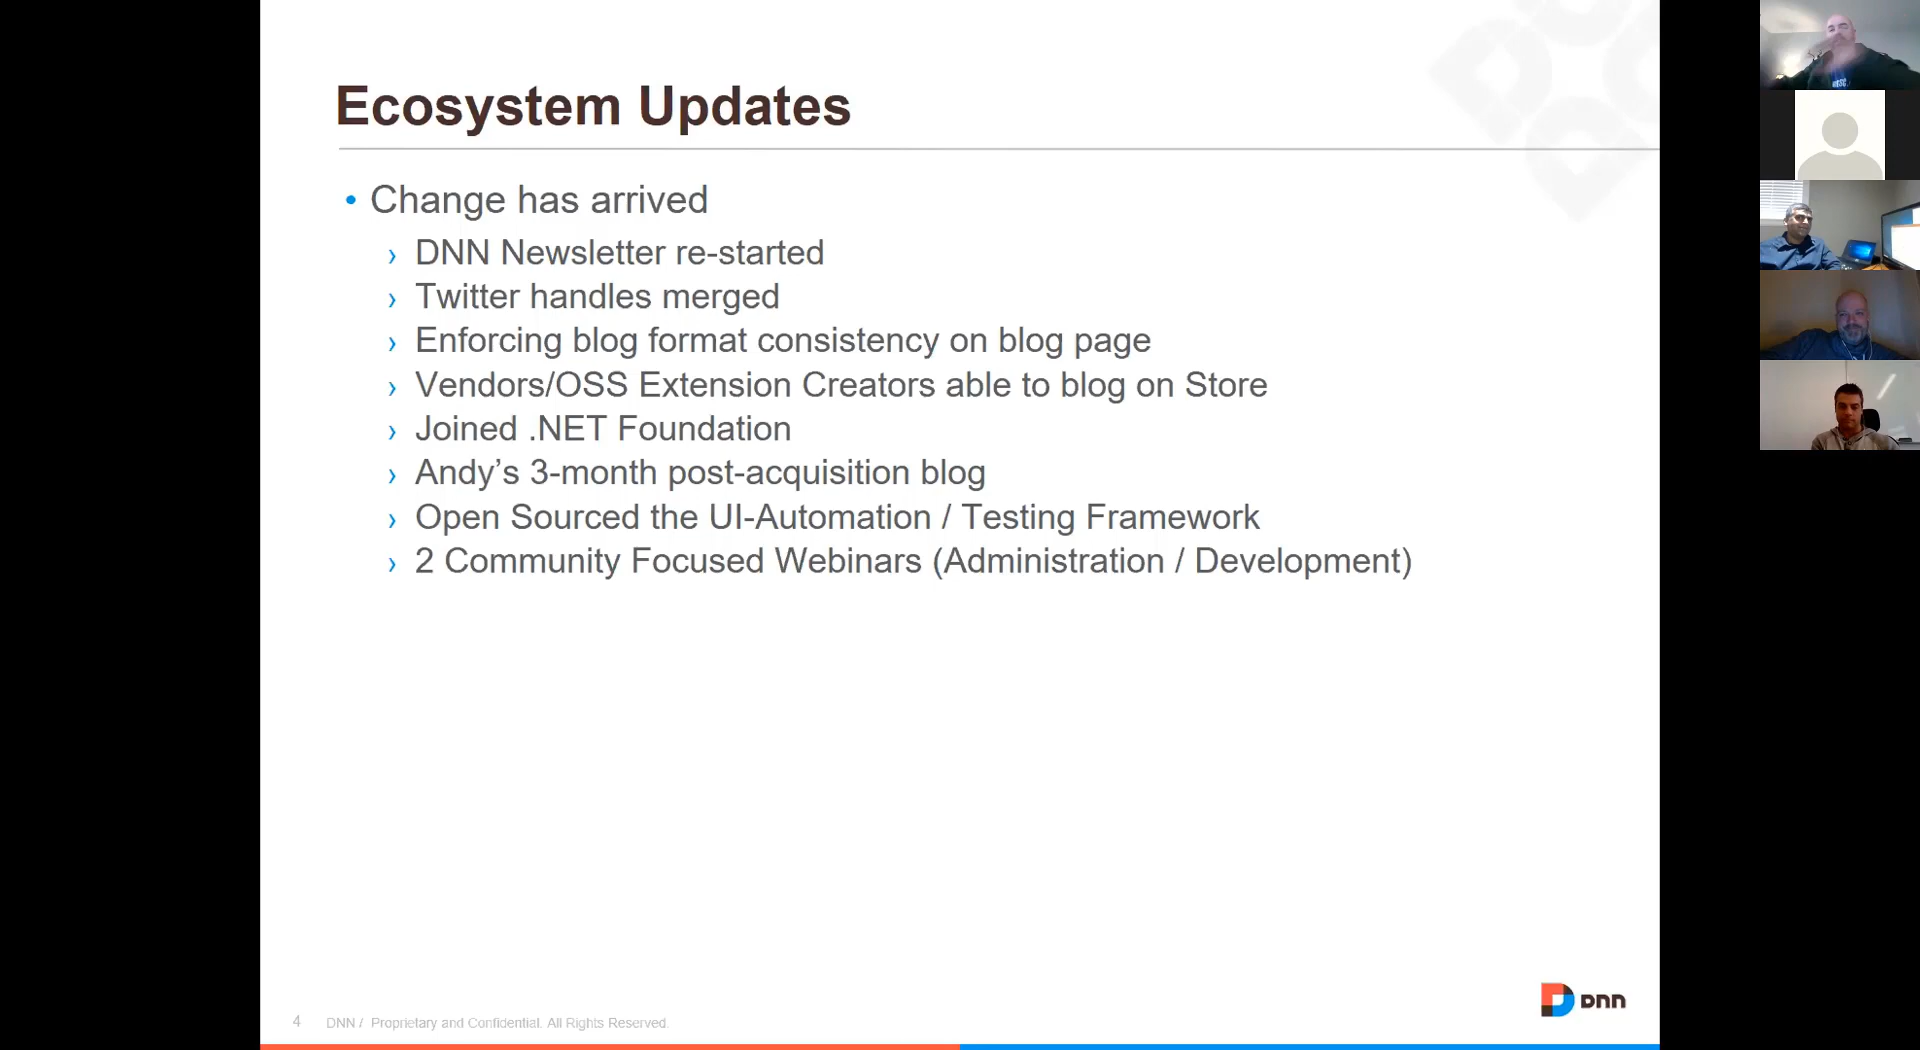 Ecosystem Updates
• Change has arrived
› DNN Newsletter re-started
› Twitter handles merged
› Enforcing blog format consistency on blog page
› Vendors/OSS Extension Creators able to blog on Store
› Joined .NET Foundation
› Andy’s 3-month post-acquisition blog
› Open Sourced the UI-Automation / Testing Framework
› 2 Community Focused Webinars (Administration / Development)
DNN
4 DNN / Proprietary and Confidential. All Rights Reserved.